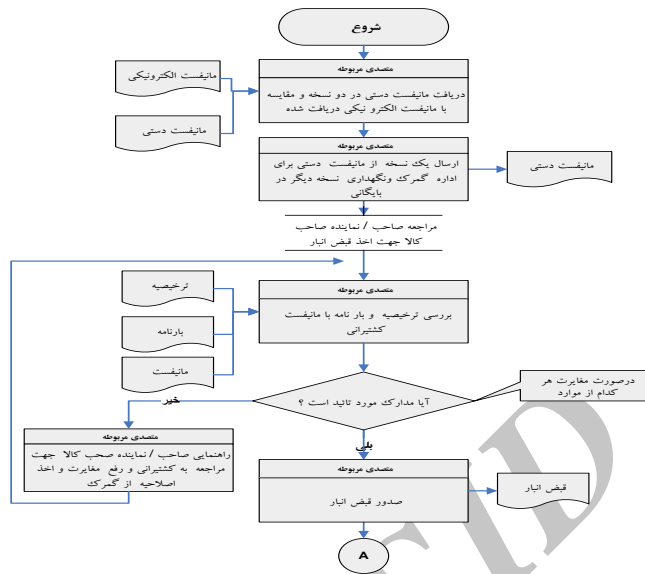 شروع
متصدی مربوطه
مانیفست الکترونیکی
دریافت مانیفست دستی در دو نسخه و مقایسه
با مانیفست الکترو نیکی دریافت شده
مانیفست دستی
متصدی مربوطه
ارسال یک نسخه از مانیفست دستی برای
اداره گمرک ونگهداری نسخه دیگر در
بایگانی
مانیفست دستی
مراجعه صاحب / نماینده صاحب
کالا جهت اخذ قبض انبار
متصدی مربوطه
ترخیصیه
بررسی ترخیصیه و بار نامه با مانیفست
کشتیرانی
بارنامه
مانیفست
درصورت مغایرت هر
کدام از موارد
آیا مدارک مورد تائید است ؟
خیر
بلی
متصدی مربوطه
راهنمایی صاحب / نماینده صحب کالا جهت
مراجعه به کشتیرانی و رفع مغایرت و اخذ
اصلاحیه از گمرک
متصدی مربوطه
صدور قبض انبار
قبض انبار
A